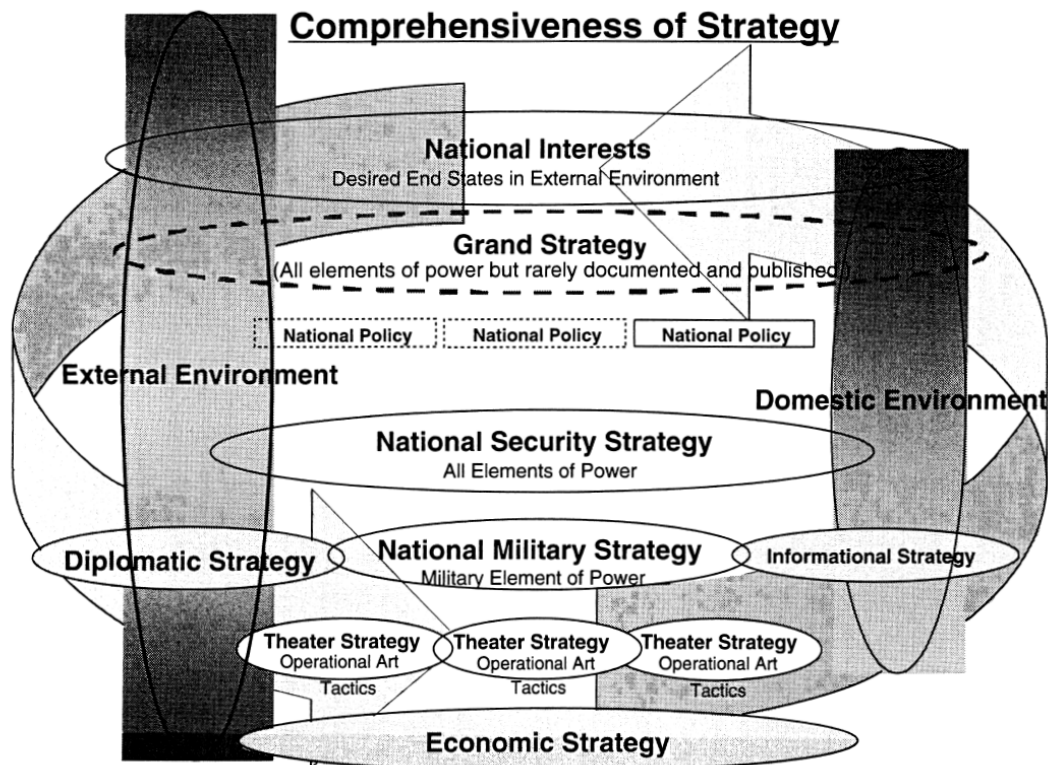 Comprehensiveness of Strategy
National Interests
Desired End States in External Environment
Grand Strategy
(All elements of power but rarely documented and published.)
National Policy
National Policy
National Policy
External Environment
Domestic Environment
National Security Strategy
All Elements of Power
Diplomatic Strategy
National Military Strategy
Military Element of Power
Informational Strategy
Theater Strategy
Operational Art
Tactics
Theater Strategy
Operational Art
Tactics
Theater Strategy
Operational Art
Tactics
Economic Strategy